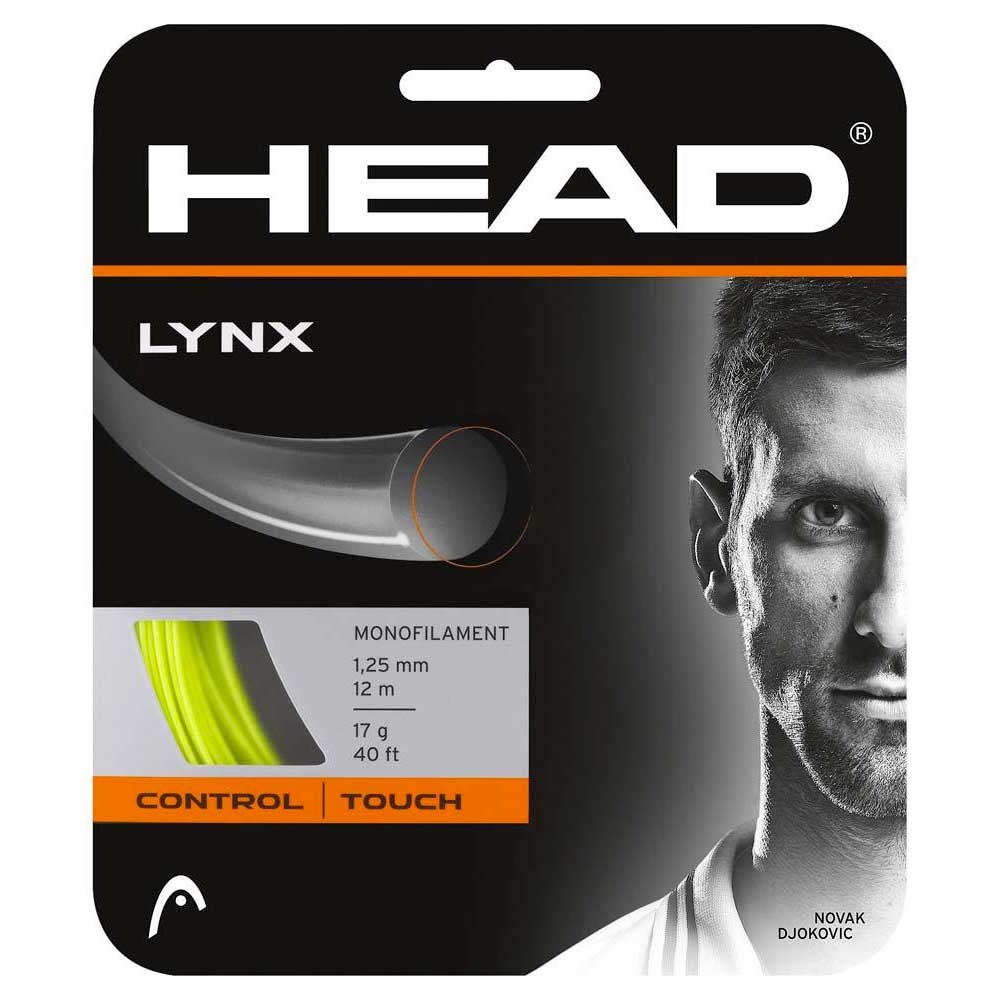 HEAD®
LYNX
MONOFILAMENT
1,25 mm
12 m
17 g
40 ft
CONTROL | TOUCH
NOVAK
DJOKOVIC